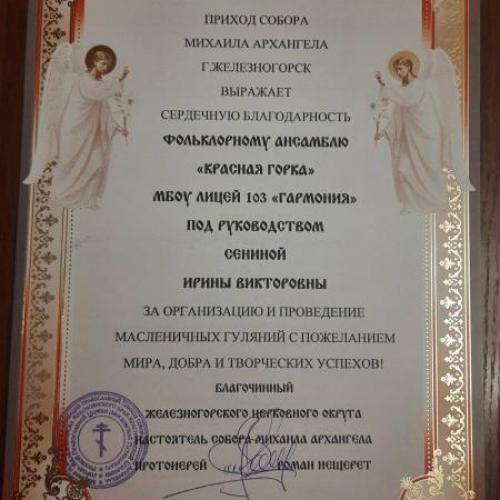 ПРИХОД СОБОРА
МИХАИЛА АРХАНГЕЛА
Г.ЖЕЛЕЗНОГОРСК
ВЫРАЖАЕТ
СЕРДЕЧНУЮ БЛАГОДАРНОСТЬ
ФОЛЬКЛОРНОМУ АНСАМБЛЮ
«КРАСНАЯ ГОРКА»
МБОУ ЛИЦЕЙ 103 «ГАРМОНИЯ»
ПОД РУКОВОДСТВОМ
СЕНИНОЙ
ИРИНЫ ВИКТОРОВНЫ
ЗА ОРГАНИЗАЦИЮ И ПРОВЕДЕНИЕ
МАСЛЕНИЧНЫХ ГУЛЯНИЙ С ПОЖЕЛАНИЕМ
МИРА, ДОБРА И ТВОРЧЕСКИХ УСПЕХОВ!
БЛАГОЧИННЫЙ
ЖЕЛЕЗНОГОРСКОГО ЦЕРКОВНОГО ОКРУГА
НАСТОЯТЕЛЬ СОБОРА МИХАИЛА АРХАНГЕЛА
ПРОТОИЕРЕЙ РОМАН НЕЩЕРЕТ